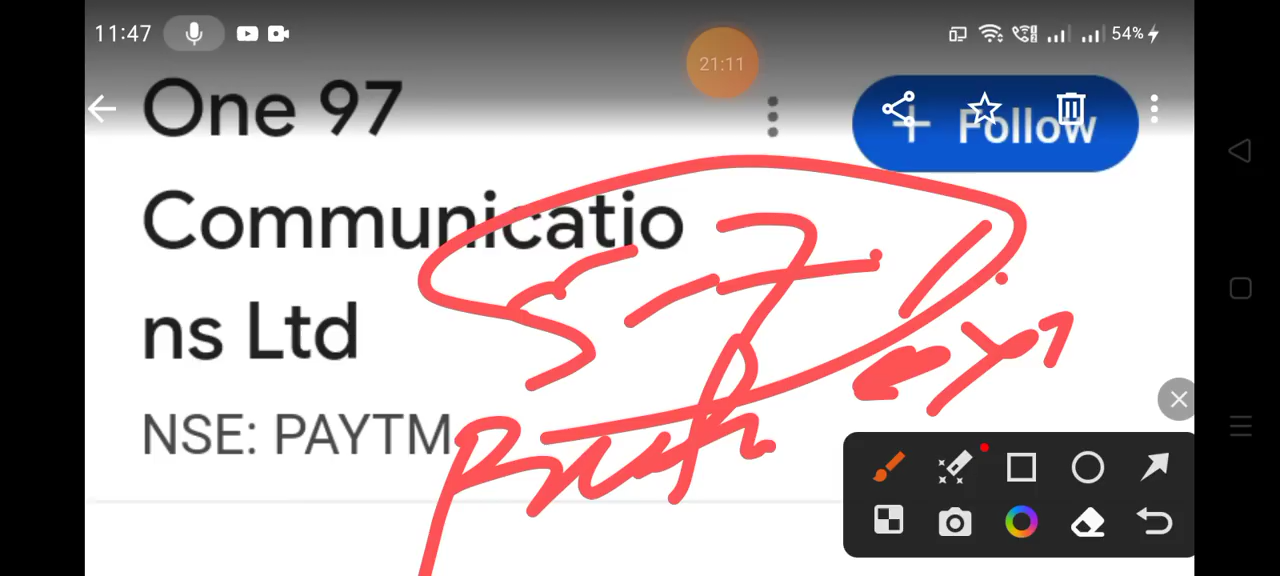 11:47
54%
21:11
One 97
+ Follow
Communicatio
ns Ltd
NSE: PAYTM